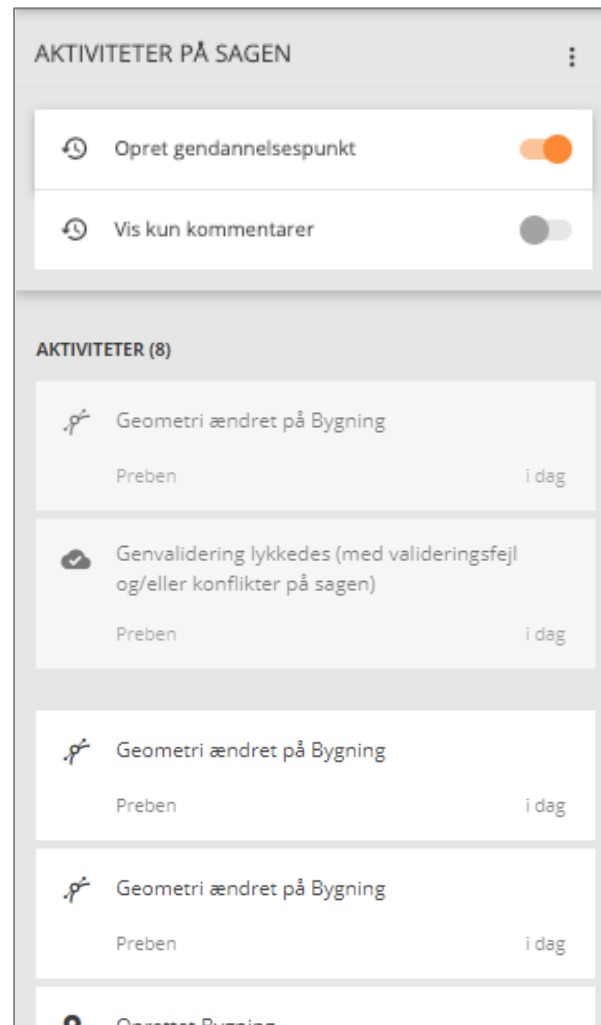 AKTIVITETER PÅ SAGEN
Opret gendannelsespunkt
Vis kun kommentarer
AKTIVITETER (8)
Geometri ændret på Bygning
Preben i dag
Genvalidering lykkedes (med valideringsfejl
og/eller konflikter på sagen)
Preben i dag
Geometri ændret på Bygning
Preben i dag
Geometri ændret på Bygning
Preben i dag
Oprettet Bygning